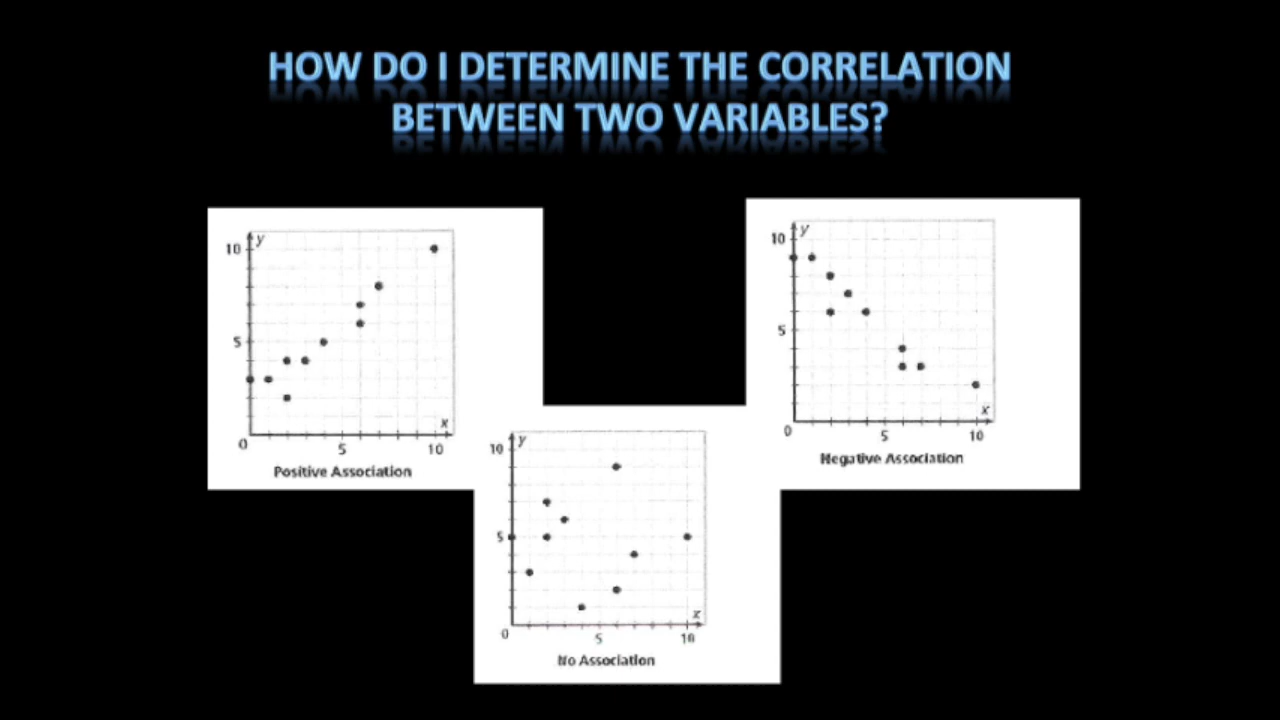 HOW DO I DETERMINE THE CORRELATION
BETWEEN TWO VARIABLES?
y
10
5
0
5
10
x
Positive Association
y
10
5
0
5
10
x
Negative Association
y
10
5
0
5
10
x
No Association